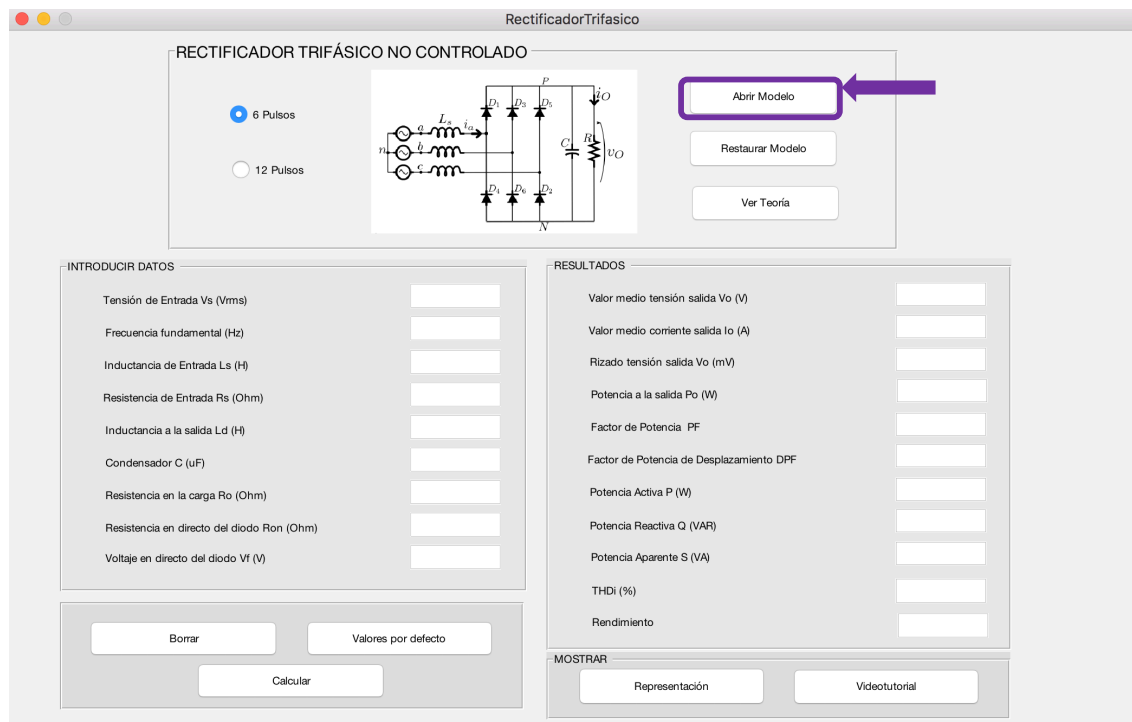 RectificadorTrifasico
RECTIFICADOR TRIFÁSICO NO CONTROLADO
6 Pulsos
12 Pulsos
P
D1 D3 D5
iO
Ls
ia
a
n
b
c
C
R
vO
D4 D6 D2
N
Abrir Modelo
Restaurar Modelo
Ver Teoría
INTRODUCIR DATOS
Tensión de Entrada Vs (Vrms)
Frecuencia fundamental (Hz)
Inductancia de Entrada Ls (H)
Resistencia de Entrada Rs (Ohm)
Inductancia a la salida Ld (H)
Condensador C (uF)
Resistencia en la carga Ro (Ohm)
Resistencia en directo del diodo Ron (Ohm)
Voltaje en directo del diodo Vf (V)
Borrar
Valores por defecto
Calcular
RESULTADOS
Valor medio tensión salida Vo (V)
Valor medio corriente salida Io (A)
Rizado tensión salida Vo (mV)
Potencia a la salida Po (W)
Factor de Potencia PF
Factor de Potencia de Desplazamiento DPF
Potencia Activa P (W)
Potencia Reactiva Q (VAR)
Potencia Aparente S (VA)
THDi (%)
Rendimiento
MOSTRAR
Representación
Videotutorial